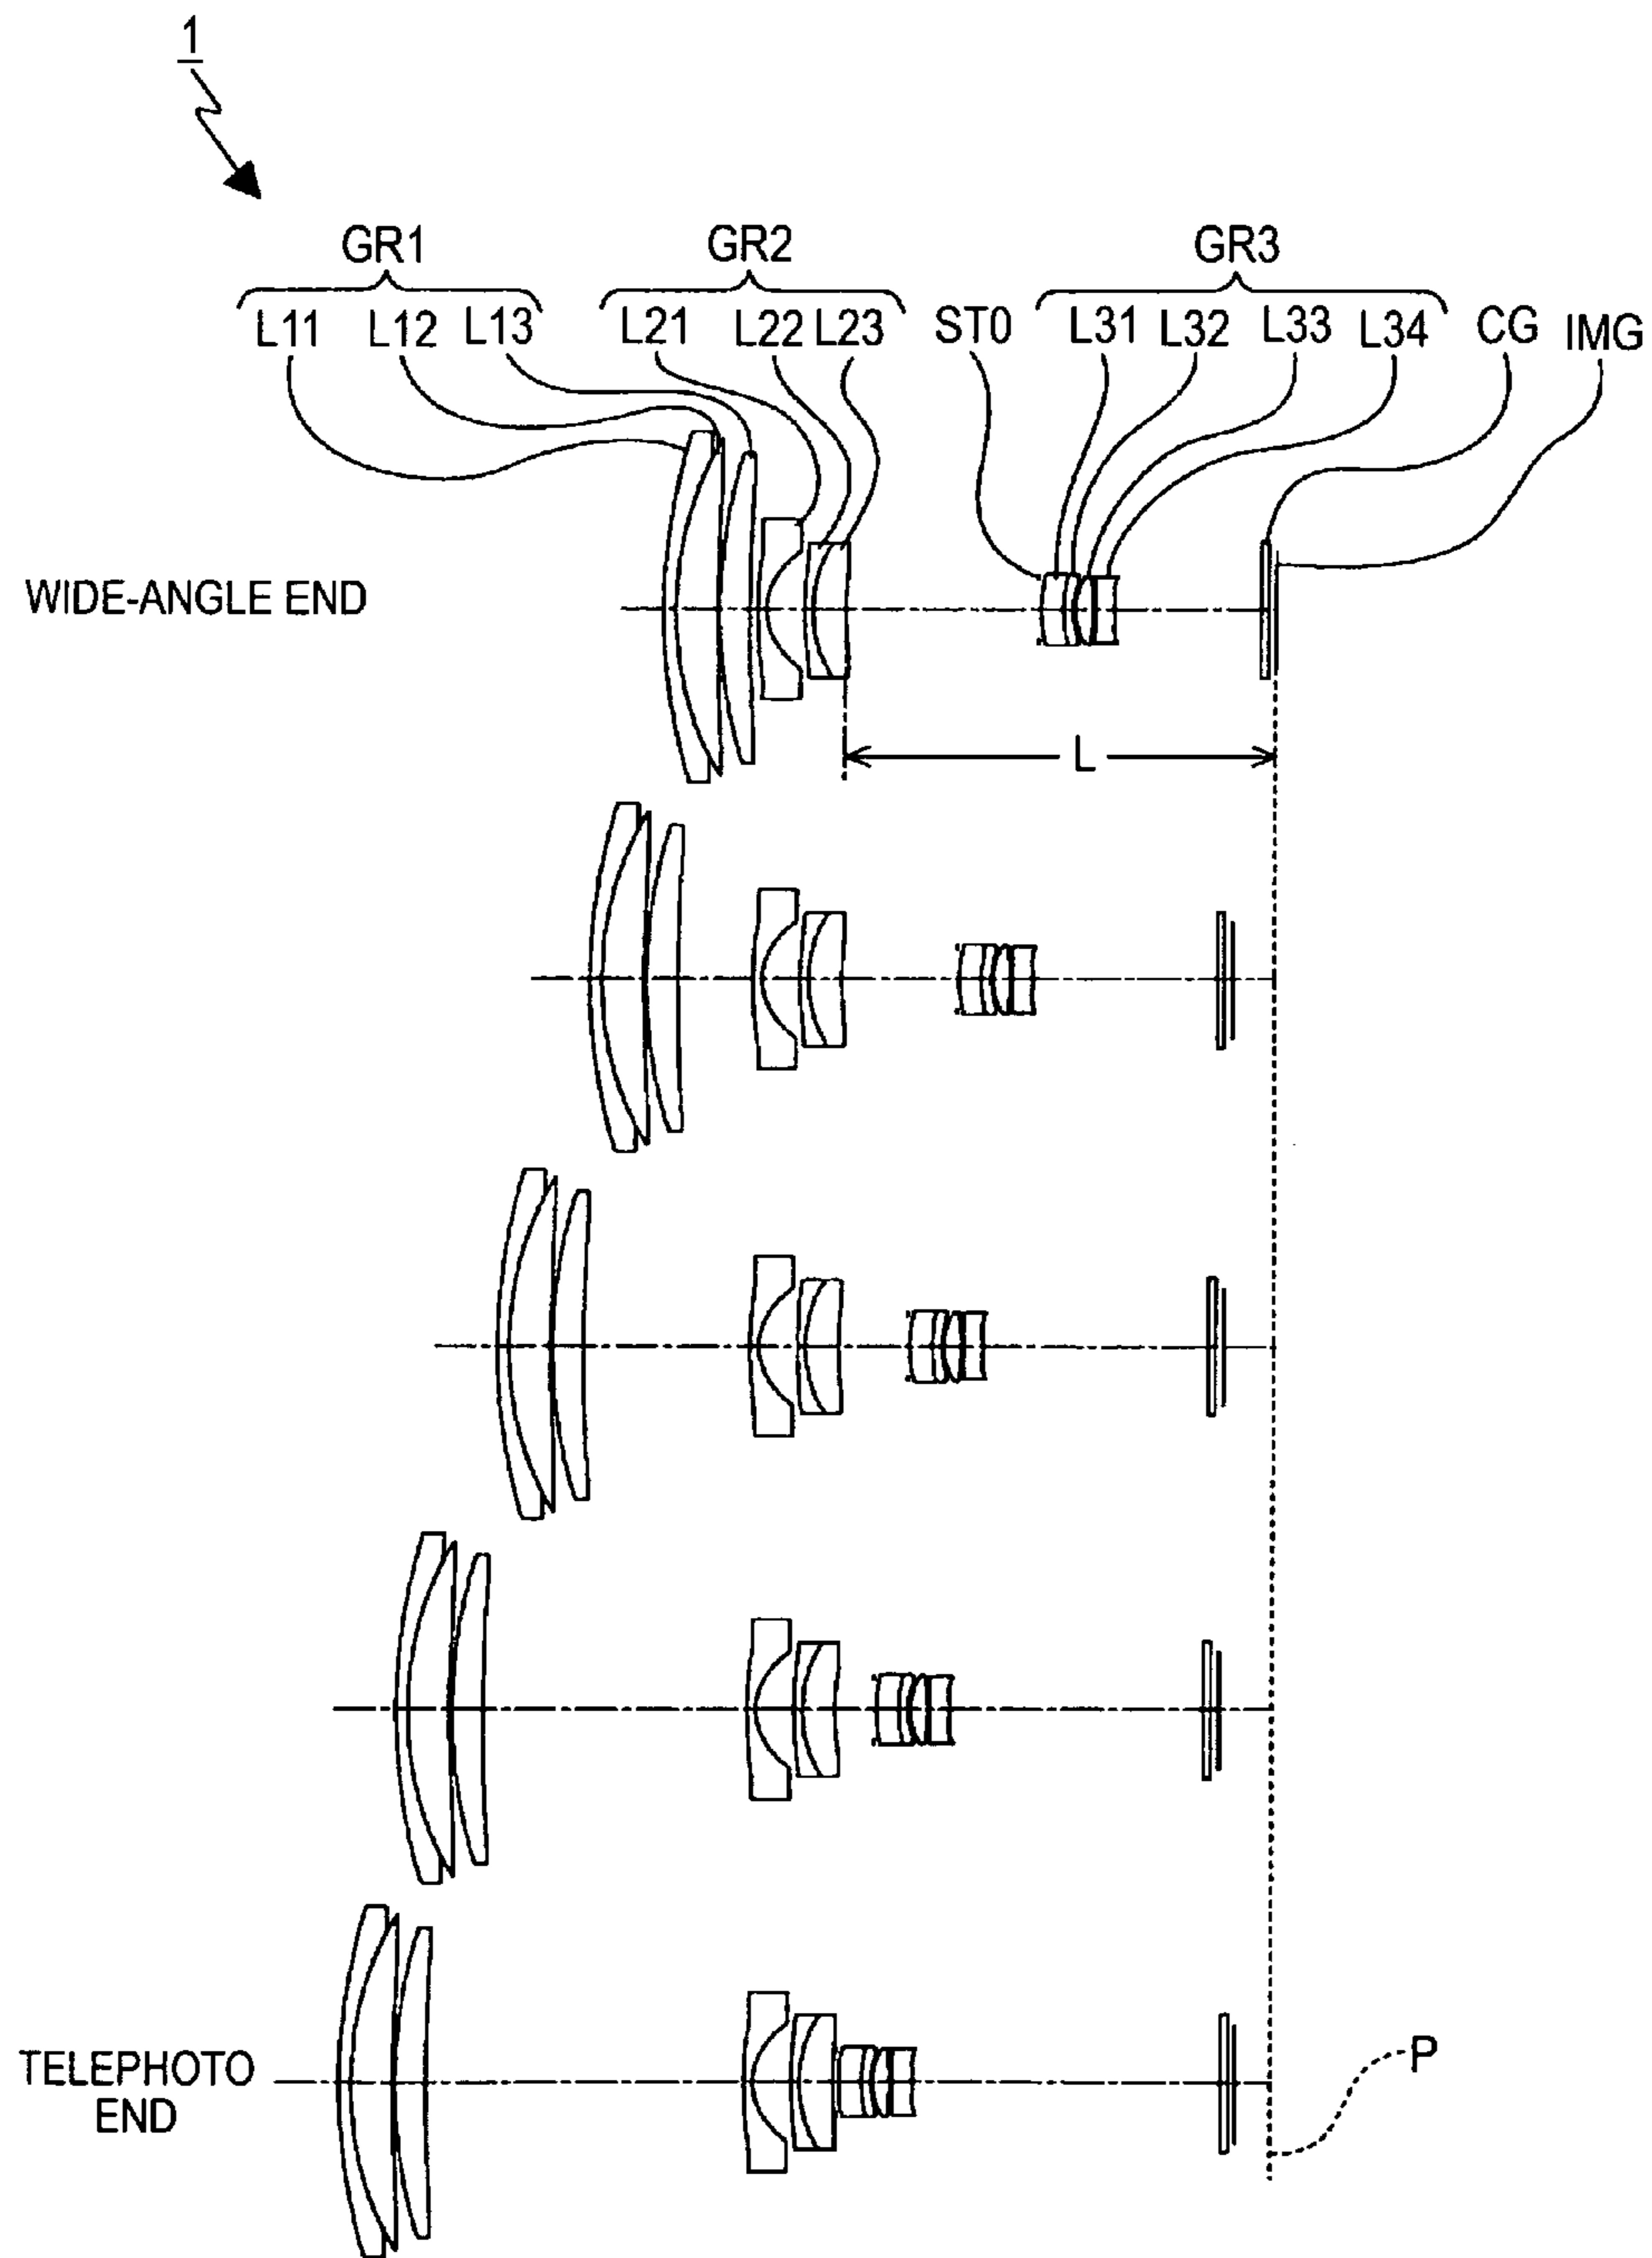 1
GR1 GR2 GR3
L11 L12 L13 L21 L22 L23 ST0 L31 L32 L33 L34 CG IMG
WIDE-ANGLE END
L
TELEPHOTO
END
P